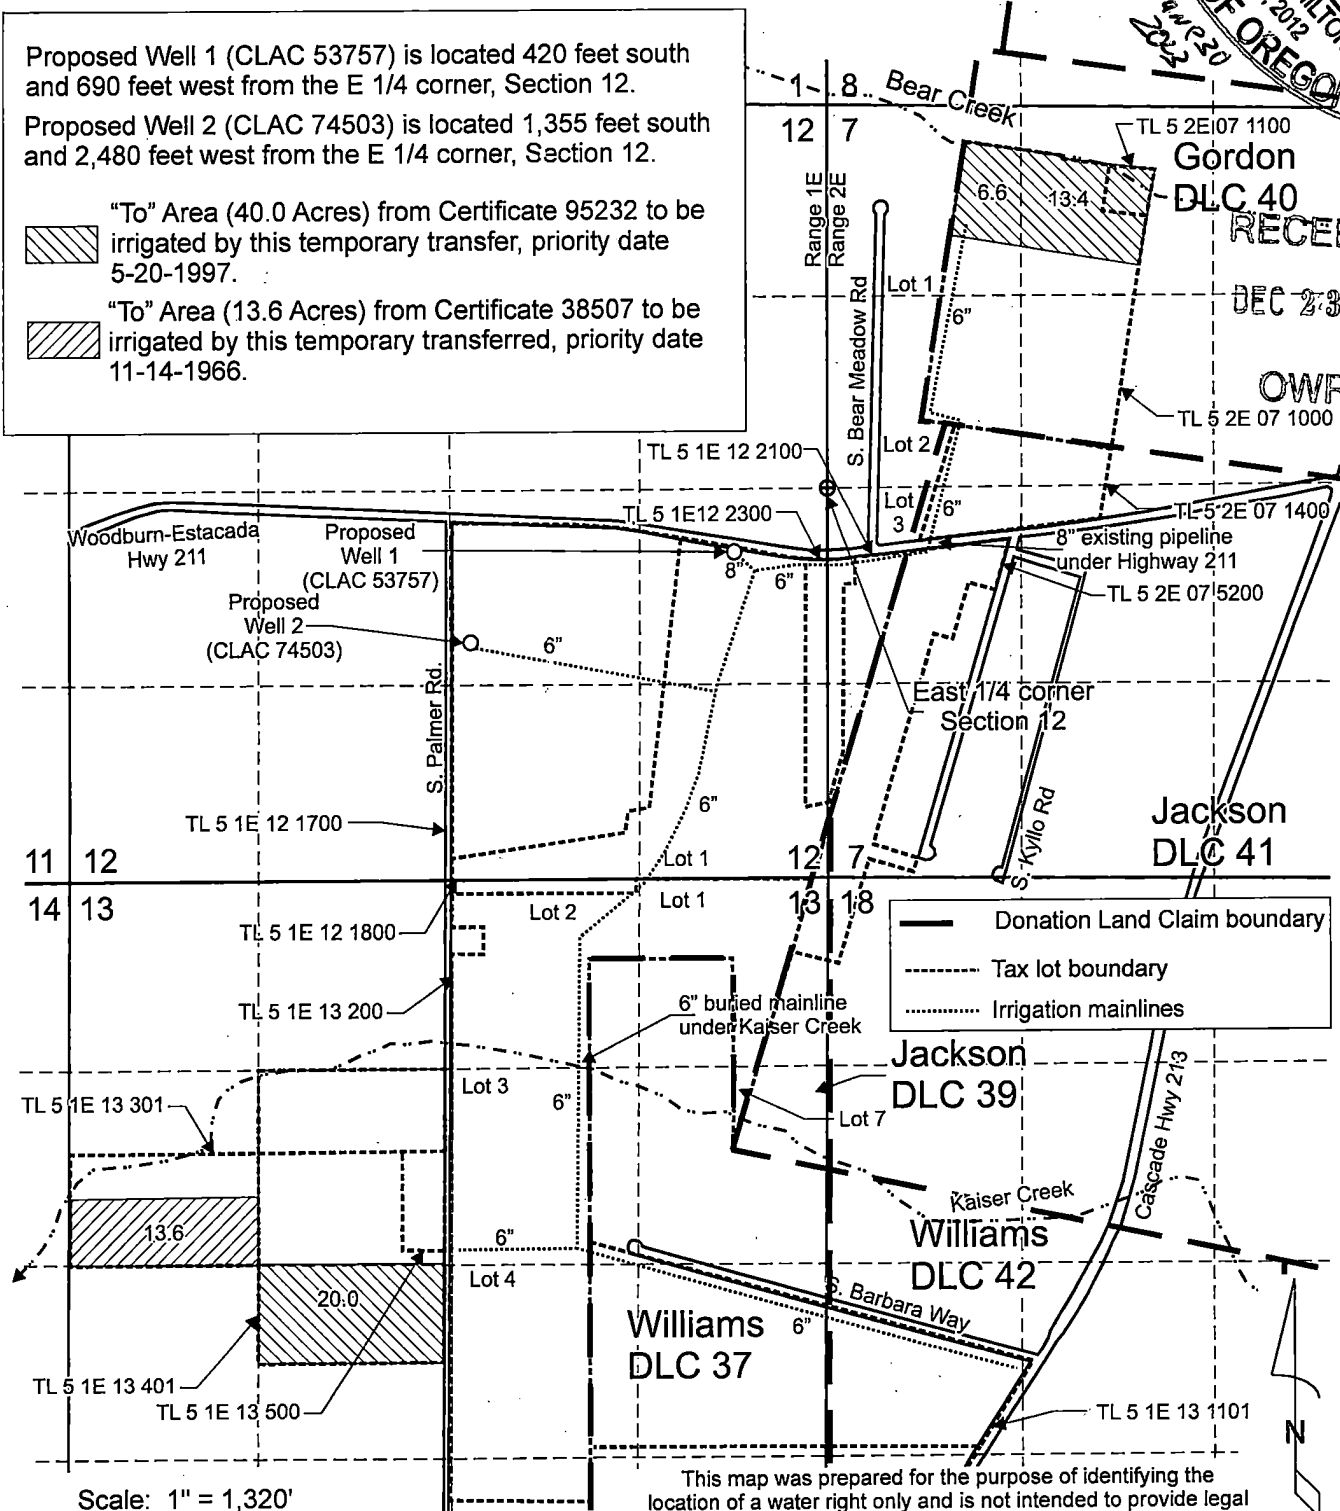 Proposed Well 1 (CLAC 53757) is located 420 feet south
and 690 feet west from the E 1/4 corner, Section 12.
Proposed Well 2 (CLAC 74503) is located 1,355 feet south
and 2,480 feet west from the E 1/4 corner, Section 12.
"To" Area (40.0 Acres) from Certificate 95232 to be
irrigated by this temporary transfer, priority date
5-20-1997.
"To" Area (13.6 Acres) from Certificate 38507 to be
irrigated by this temporary transferred, priority date
11-14-1966.
2012
OF OREGON
1 8
12 7
Bear Creek
TL 5 2E 07 1100
Gordon
DLC 40
6.6
13.4
RECE
DEC 23
OWR
Range 1E
Range 2E
S. Bear Meadow Rd
Lot 1
6"
TL 5 2E 07 1000
Lot 2
TL 5 1E 12 2100
Lot
3
6"
TL 5 1E12 2300
TL 5 2E 07 1400
Woodburn-Estacada
Hwy 211
Proposed
Well 1
(CLAC 53757)
8"
6"
8" existing pipeline
under Highway 211
TL 5 2E 07 5200
Proposed
Well 2
(CLAC 74503)
6"
East 1/4 corner
Section 12
S. Palmer Rd.
6"
TL 5 1E 12 1700
Jackson
DLC 41
S. Kyllo Rd
11 12
14 13
Lot 1
12 7
13 18
Lot 2
Lot 1
TL 5 1E 12 1800
Donation Land Claim boundary
Tax lot boundary
Irrigation mainlines
TL 5 1E 13 200
6" buried mainline
under Kaiser Creek
Jackson
DLC 39
Lot 3
6"
TL 5 1E 13 301
Lot 7
Cascade Hwy 213
Kaiser Creek
13.6
6"
Williams
DLC 42
Lot 4
20.0
S. Barbara Way
6"
Williams
DLC 37
TL 5 1E 13 401
TL 5 1E 13 500
TL 5 1E 13 1101
N
Scale: 1" = 1,320'
This map was prepared for the purpose of identifying the
location of a water right only and is not intended to provide legal